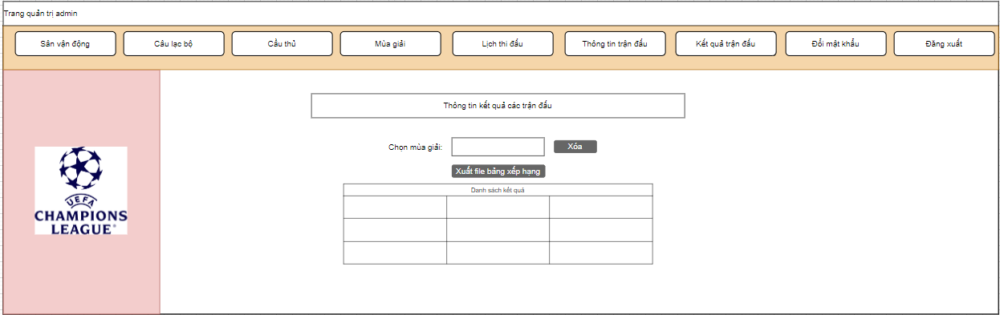 Trang quản trị admin
Sân vận động
Câu lạc bộ
Cầu thủ
Mùa giải
Lịch thi đấu
Thông tin trận đấu
Kết quả trận đấu
Đổi mật khẩu
Đăng xuất
Thông tin kết quả các trận đấu
Chọn mùa giải:
Xóa
Xuất file bảng xếp hạng
Danh sách kết quả
UEFA
CHAMPIONS
LEAGUE